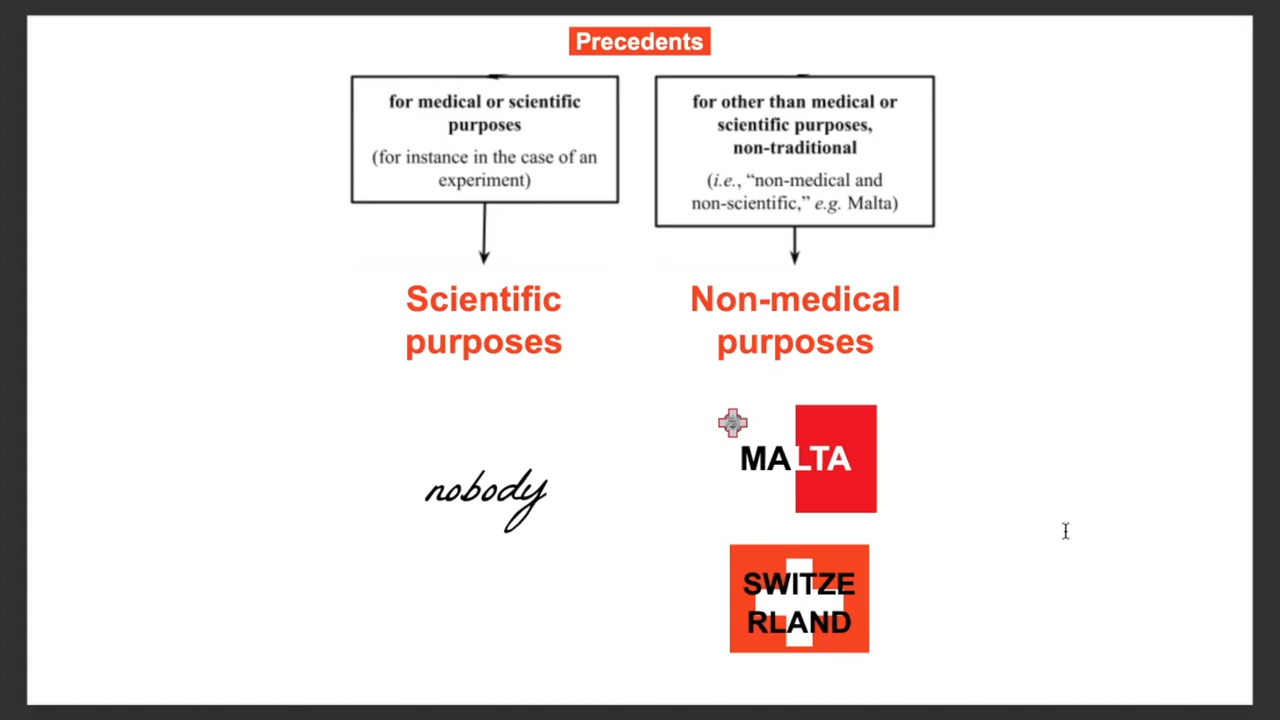 Precedents
for medical or scientific
purposes
(for instance in the case of an
experiment)
for other than medical or
scientific purposes,
non-traditional
(i.e., “non-medical and
non-scientific,” e.g. Malta)
Scientific
purposes
Non-medical
purposes
nobody
MALTA
SWITZE
RLAND